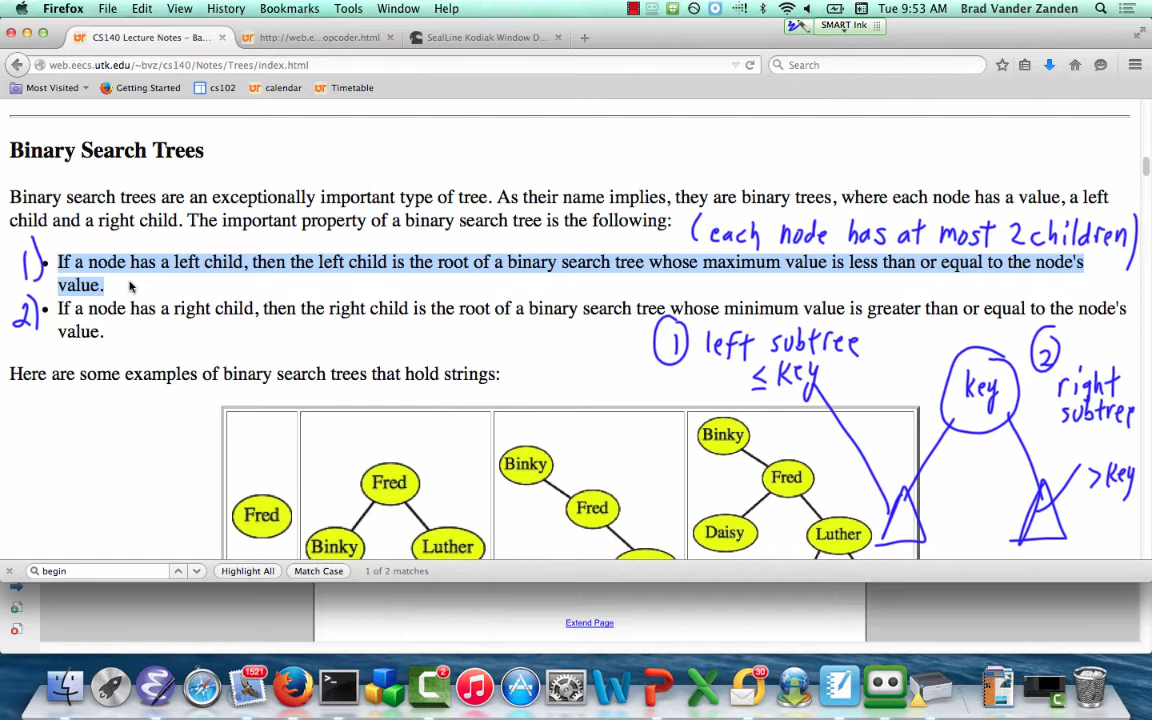 Firefox File Edit View History Bookmarks Tools Window Help Tue 9:53 AM Brad Vander Zanden
SMART Ink
CS140 Lecture Notes – Ba... × http://web.e...opcoder.html × SealLine Kodiak Window D... × +
web.eecs.utk.edu/~bvz/cs140/Notes/Trees/index.html Search
Most Visited Getting Started cs102 calendar Timetable
Binary Search Trees
Binary search trees are an exceptionally important type of tree. As their name implies, they are binary trees, where each node has a value, a left
child and a right child. The important property of a binary search tree is the following:
(each node has at most 2 children)
1) • If a node has a left child, then the left child is the root of a binary search tree whose maximum value is less than or equal to the node's
value.
2) • If a node has a right child, then the right child is the root of a binary search tree whose minimum value is greater than or equal to the node's
value.
1 left subtree
≤ key
key
2
right
subtree
> key
Here are some examples of binary search trees that hold strings:
Fred
Fred
Binky Luther
Binky
Fred
Binky
Fred
Daisy Luther
begin Highlight All Match Case 1 of 2 matches
Extend Page
1521
2
30